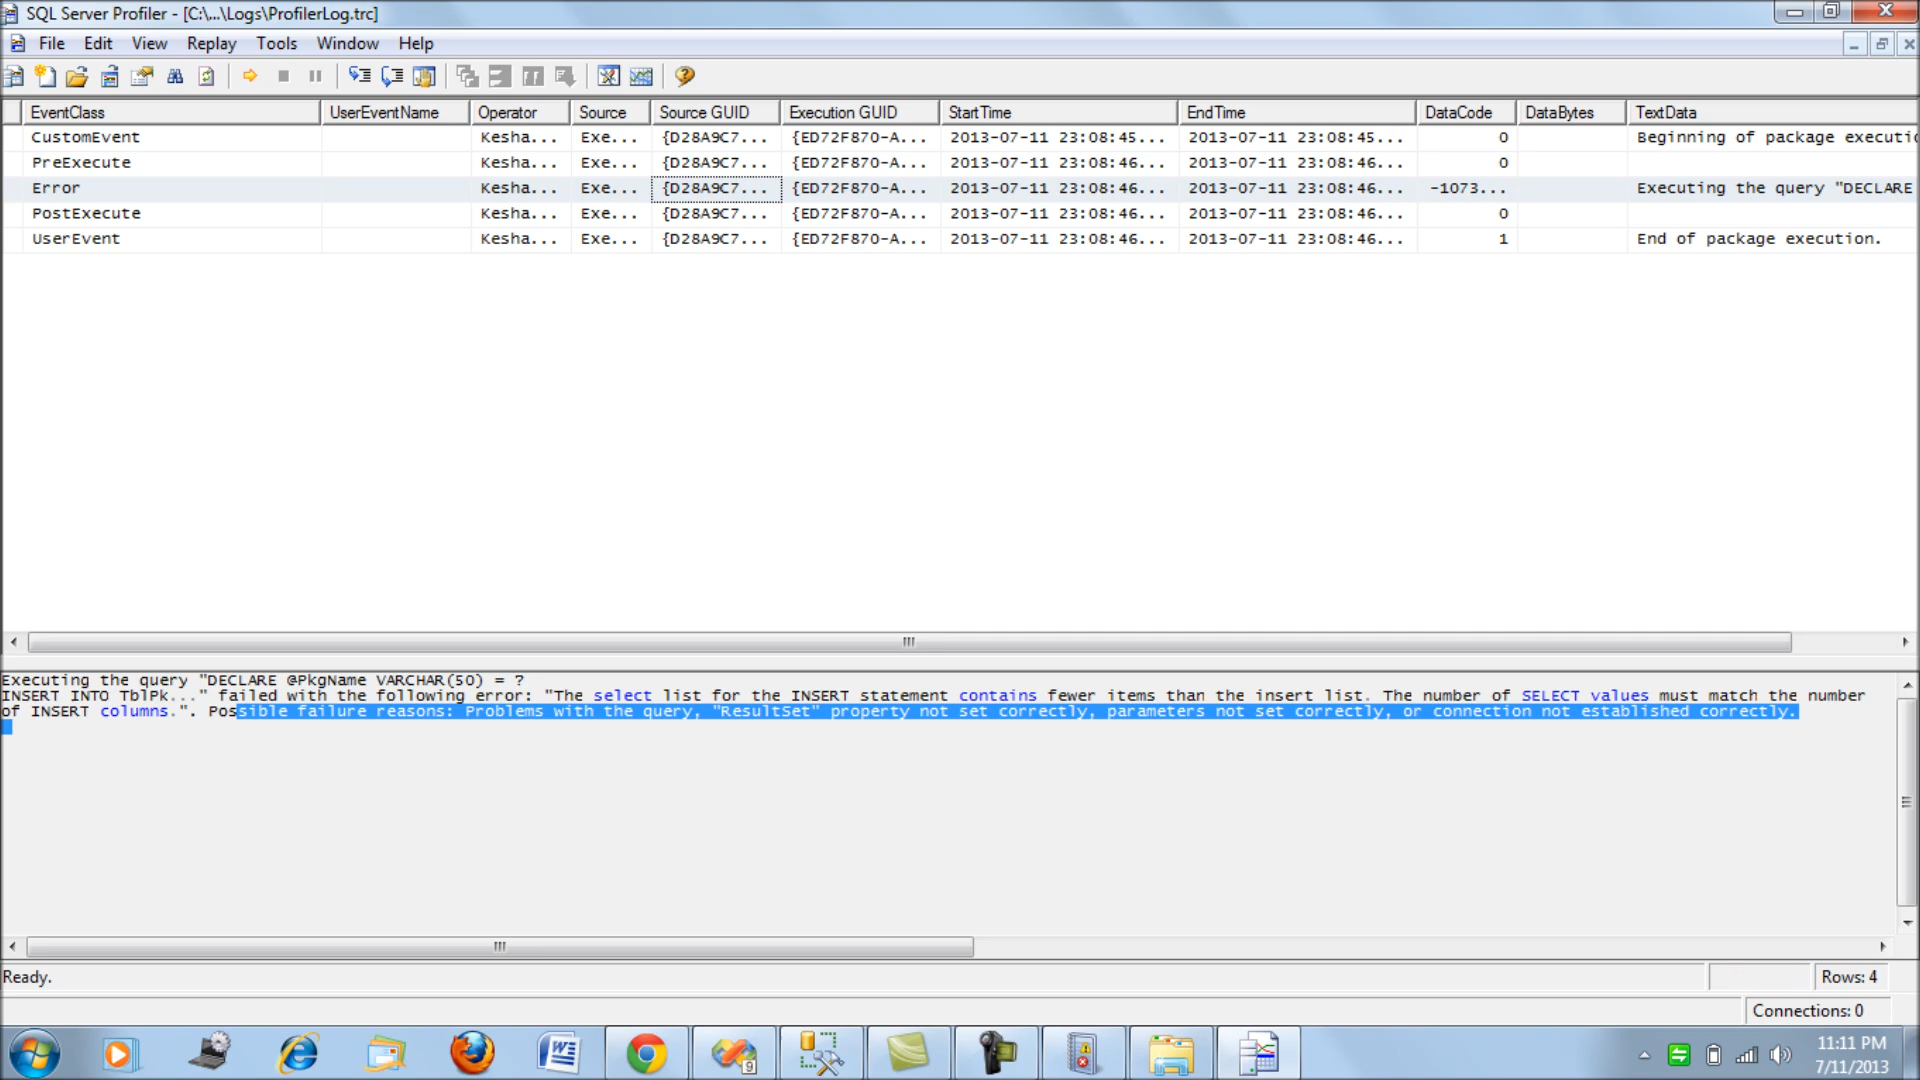 SQL Server Profiler - [C:\...\Logs\ProfilerLog.trc]
File Edit View Replay Tools Window Help
EventClass UserEventName Operator Source Source GUID Execution GUID StartTime EndTime DataCode DataBytes TextData
CustomEvent Kesha... Exe... {D28A9C7... {ED72F870-A... 2013-07-11 23:08:45... 2013-07-11 23:08:45... 0 Beginning of package executio
PreExecute Kesha... Exe... {D28A9C7... {ED72F870-A... 2013-07-11 23:08:46... 2013-07-11 23:08:46... 0
Error Kesha... Exe... {D28A9C7... {ED72F870-A... 2013-07-11 23:08:46... 2013-07-11 23:08:46... -1073... Executing the query "DECLARE
PostExecute Kesha... Exe... {D28A9C7... {ED72F870-A... 2013-07-11 23:08:46... 2013-07-11 23:08:46... 0
UserEvent Kesha... Exe... {D28A9C7... {ED72F870-A... 2013-07-11 23:08:46... 2013-07-11 23:08:46... 1 End of package execution.
Executing the query "DECLARE @PkgName VARCHAR(50) = ?
INSERT INTO TblPk..." failed with the following error: "The select list for the INSERT statement contains fewer items than the insert list. The number of SELECT values must match the number
of INSERT columns.". Possible failure reasons: Problems with the query, "ResultSet" property not set correctly, parameters not set correctly, or connection not established correctly.
Ready.
Rows: 4
Connections: 0
9
11:11 PM
7/11/2013